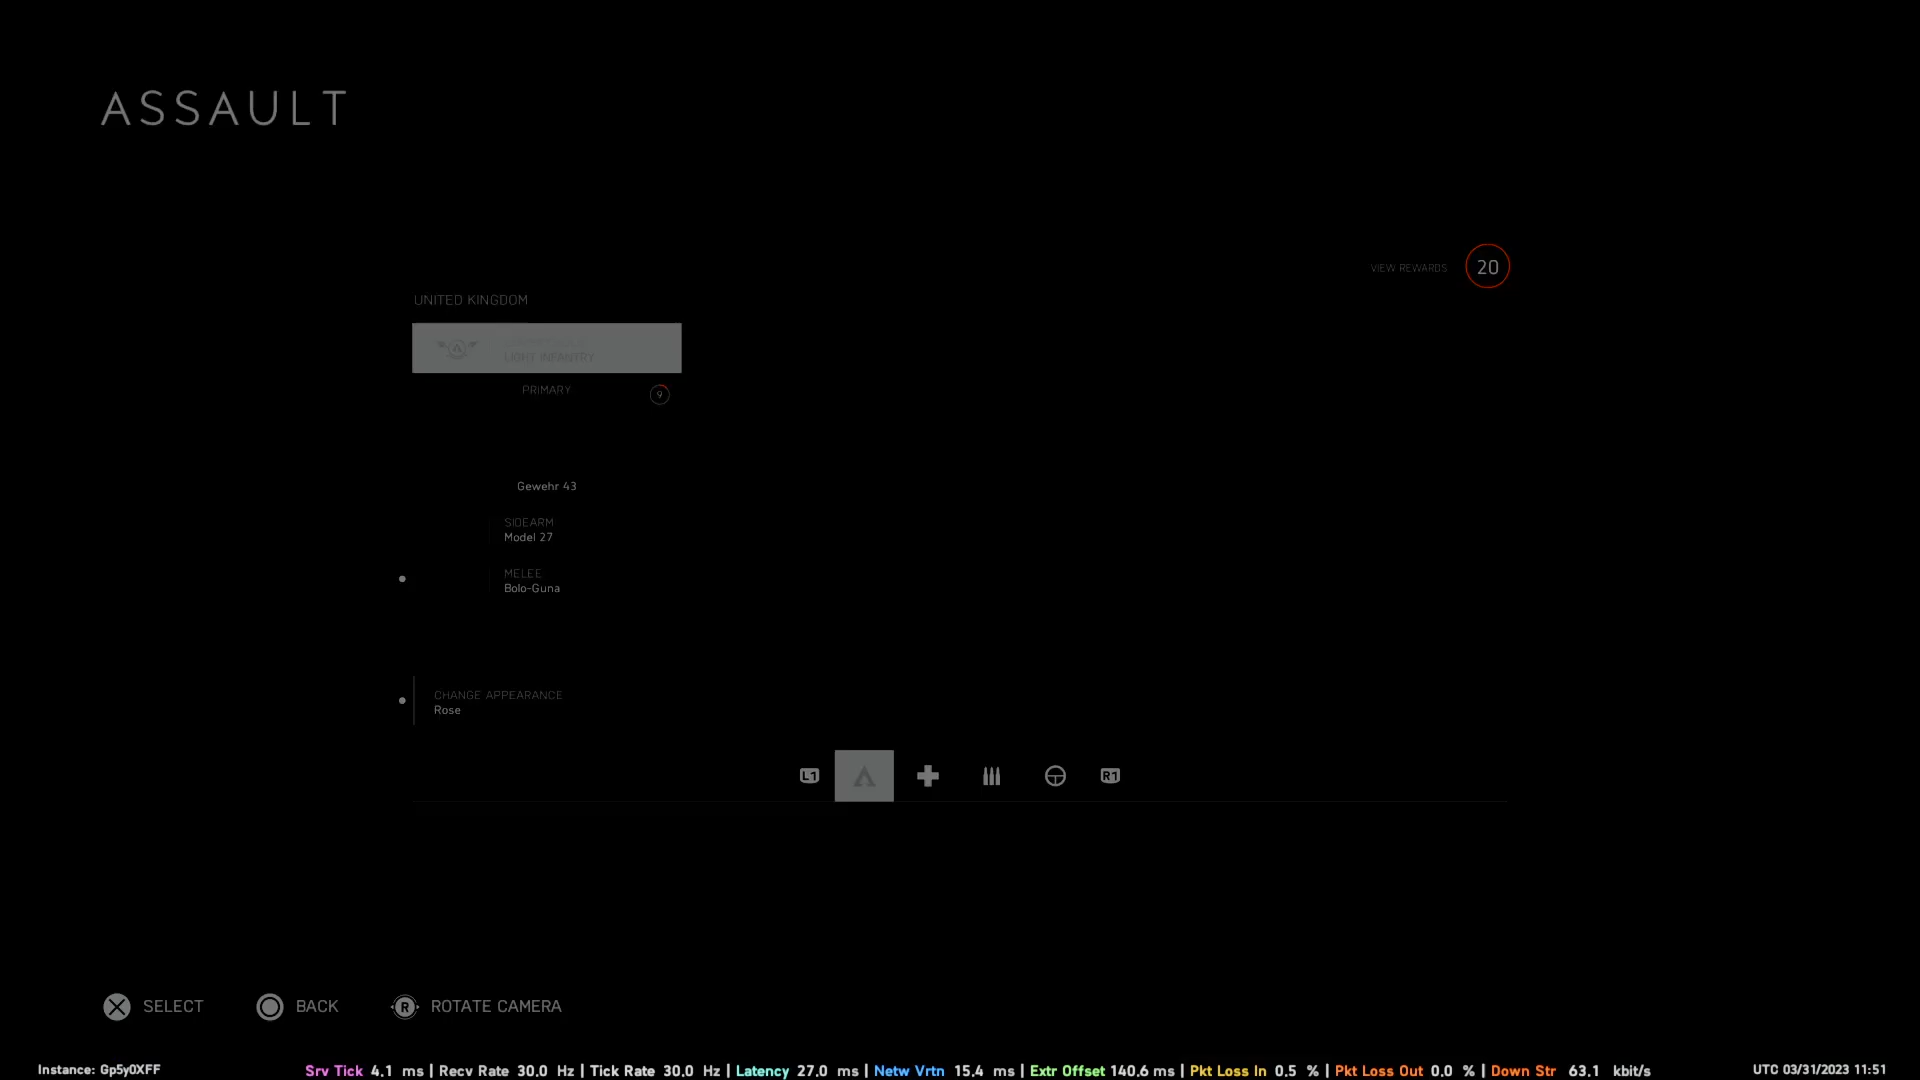 ASSAULT
VIEW REWARDS 20
UNITED KINGDOM
LIGHT INFANTRY
PRIMARY 9
Gewehr 43
SIDEARM
Model 27
MELEE
Bolo-Guna
CHANGE APPEARANCE
Rose
L1 R1
SELECT BACK R ROTATE CAMERA
Instance: Gp5y0XFF Srv Tick 4.1 ms | Recv Rate 30.0 Hz | Tick Rate 30.0 Hz | Latency 27.0 ms | Netw Vrtn 15.4 ms | Extr Offset 140.6 ms | Pkt Loss In 0.5 % | Pkt Loss Out 0.0 % | Down Str 63.1 kbit/s UTC 03/31/2023 11:51